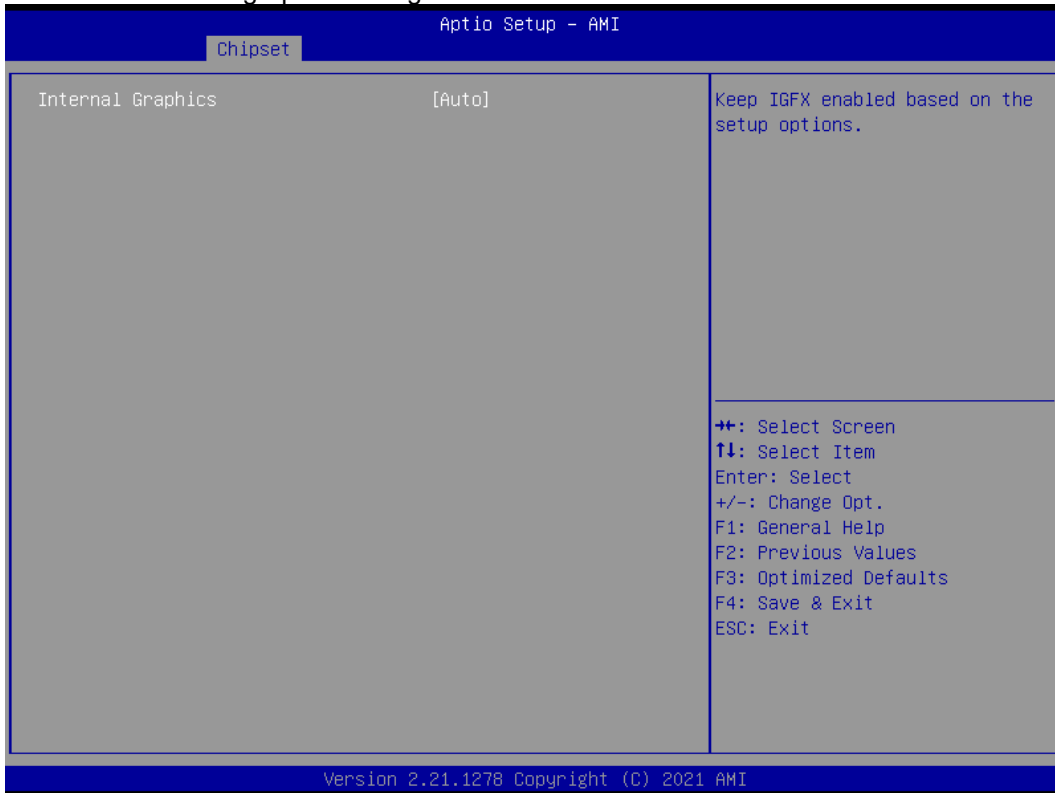 Aptio Setup – AMI
Chipset
Internal Graphics [Auto]
Keep IGFX enabled based on the
setup options.
→←: Select Screen
↑↓: Select Item
Enter: Select
+/-: Change Opt.
F1: General Help
F2: Previous Values
F3: Optimized Defaults
F4: Save & Exit
ESC: Exit
Version 2.21.1278 Copyright (C) 2021 AMI